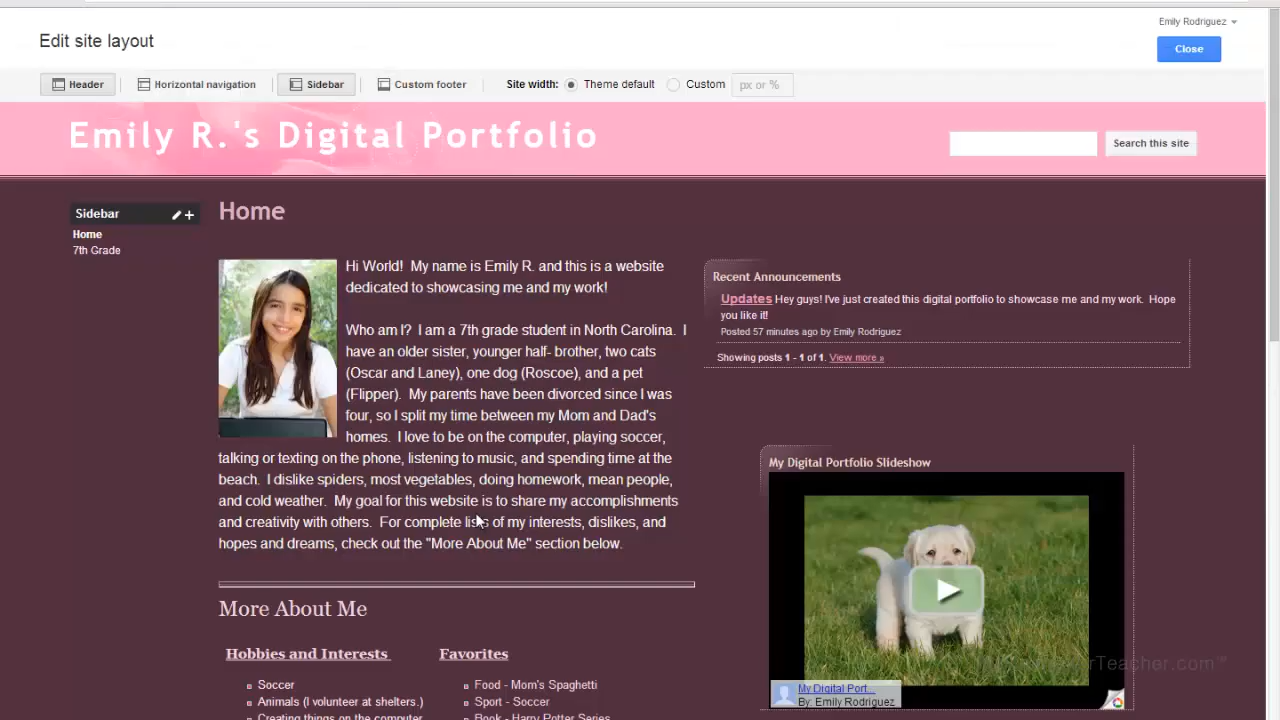 Emily Rodriguez
Edit site layout
Close
Header
Horizontal navigation
Sidebar
Custom footer
Site width:
Theme default
Custom
px or %
Emily R.'s Digital Portfolio
Search this site
Sidebar
Home
7th Grade
Home
Hi World! My name is Emily R. and this is a website
dedicated to showcasing me and my work!
Who am I? I am a 7th grade student in North Carolina. I
have an older sister, younger half- brother, two cats
(Oscar and Laney), one dog (Roscoe), and a pet
(Flipper). My parents have been divorced since I was
four, so I split my time between my Mom and Dad's
homes. I love to be on the computer, playing soccer,
talking or texting on the phone, listening to music, and spending time at the
beach. I dislike spiders, most vegetables, doing homework, mean people,
and cold weather. My goal for this website is to share my accomplishments
and creativity with others. For complete lists of my interests, dislikes, and
hopes and dreams, check out the "More About Me" section below.
Recent Announcements
Updates Hey guys! I've just created this digital portfolio to showcase me and my work. Hope
you like it!
Posted 57 minutes ago by Emily Rodriguez
Showing posts 1 - 1 of 1. View more »
My Digital Portfolio Slideshow
My Digital Port...
By: Emily Rodriguez
More About Me
Hobbies and Interests
Soccer
Animals (I volunteer at shelters.)
Creating things on the computer
Favorites
Food - Mom's Spaghetti
Sport - Soccer
Book - Harry Potter Series
Teacher.com™